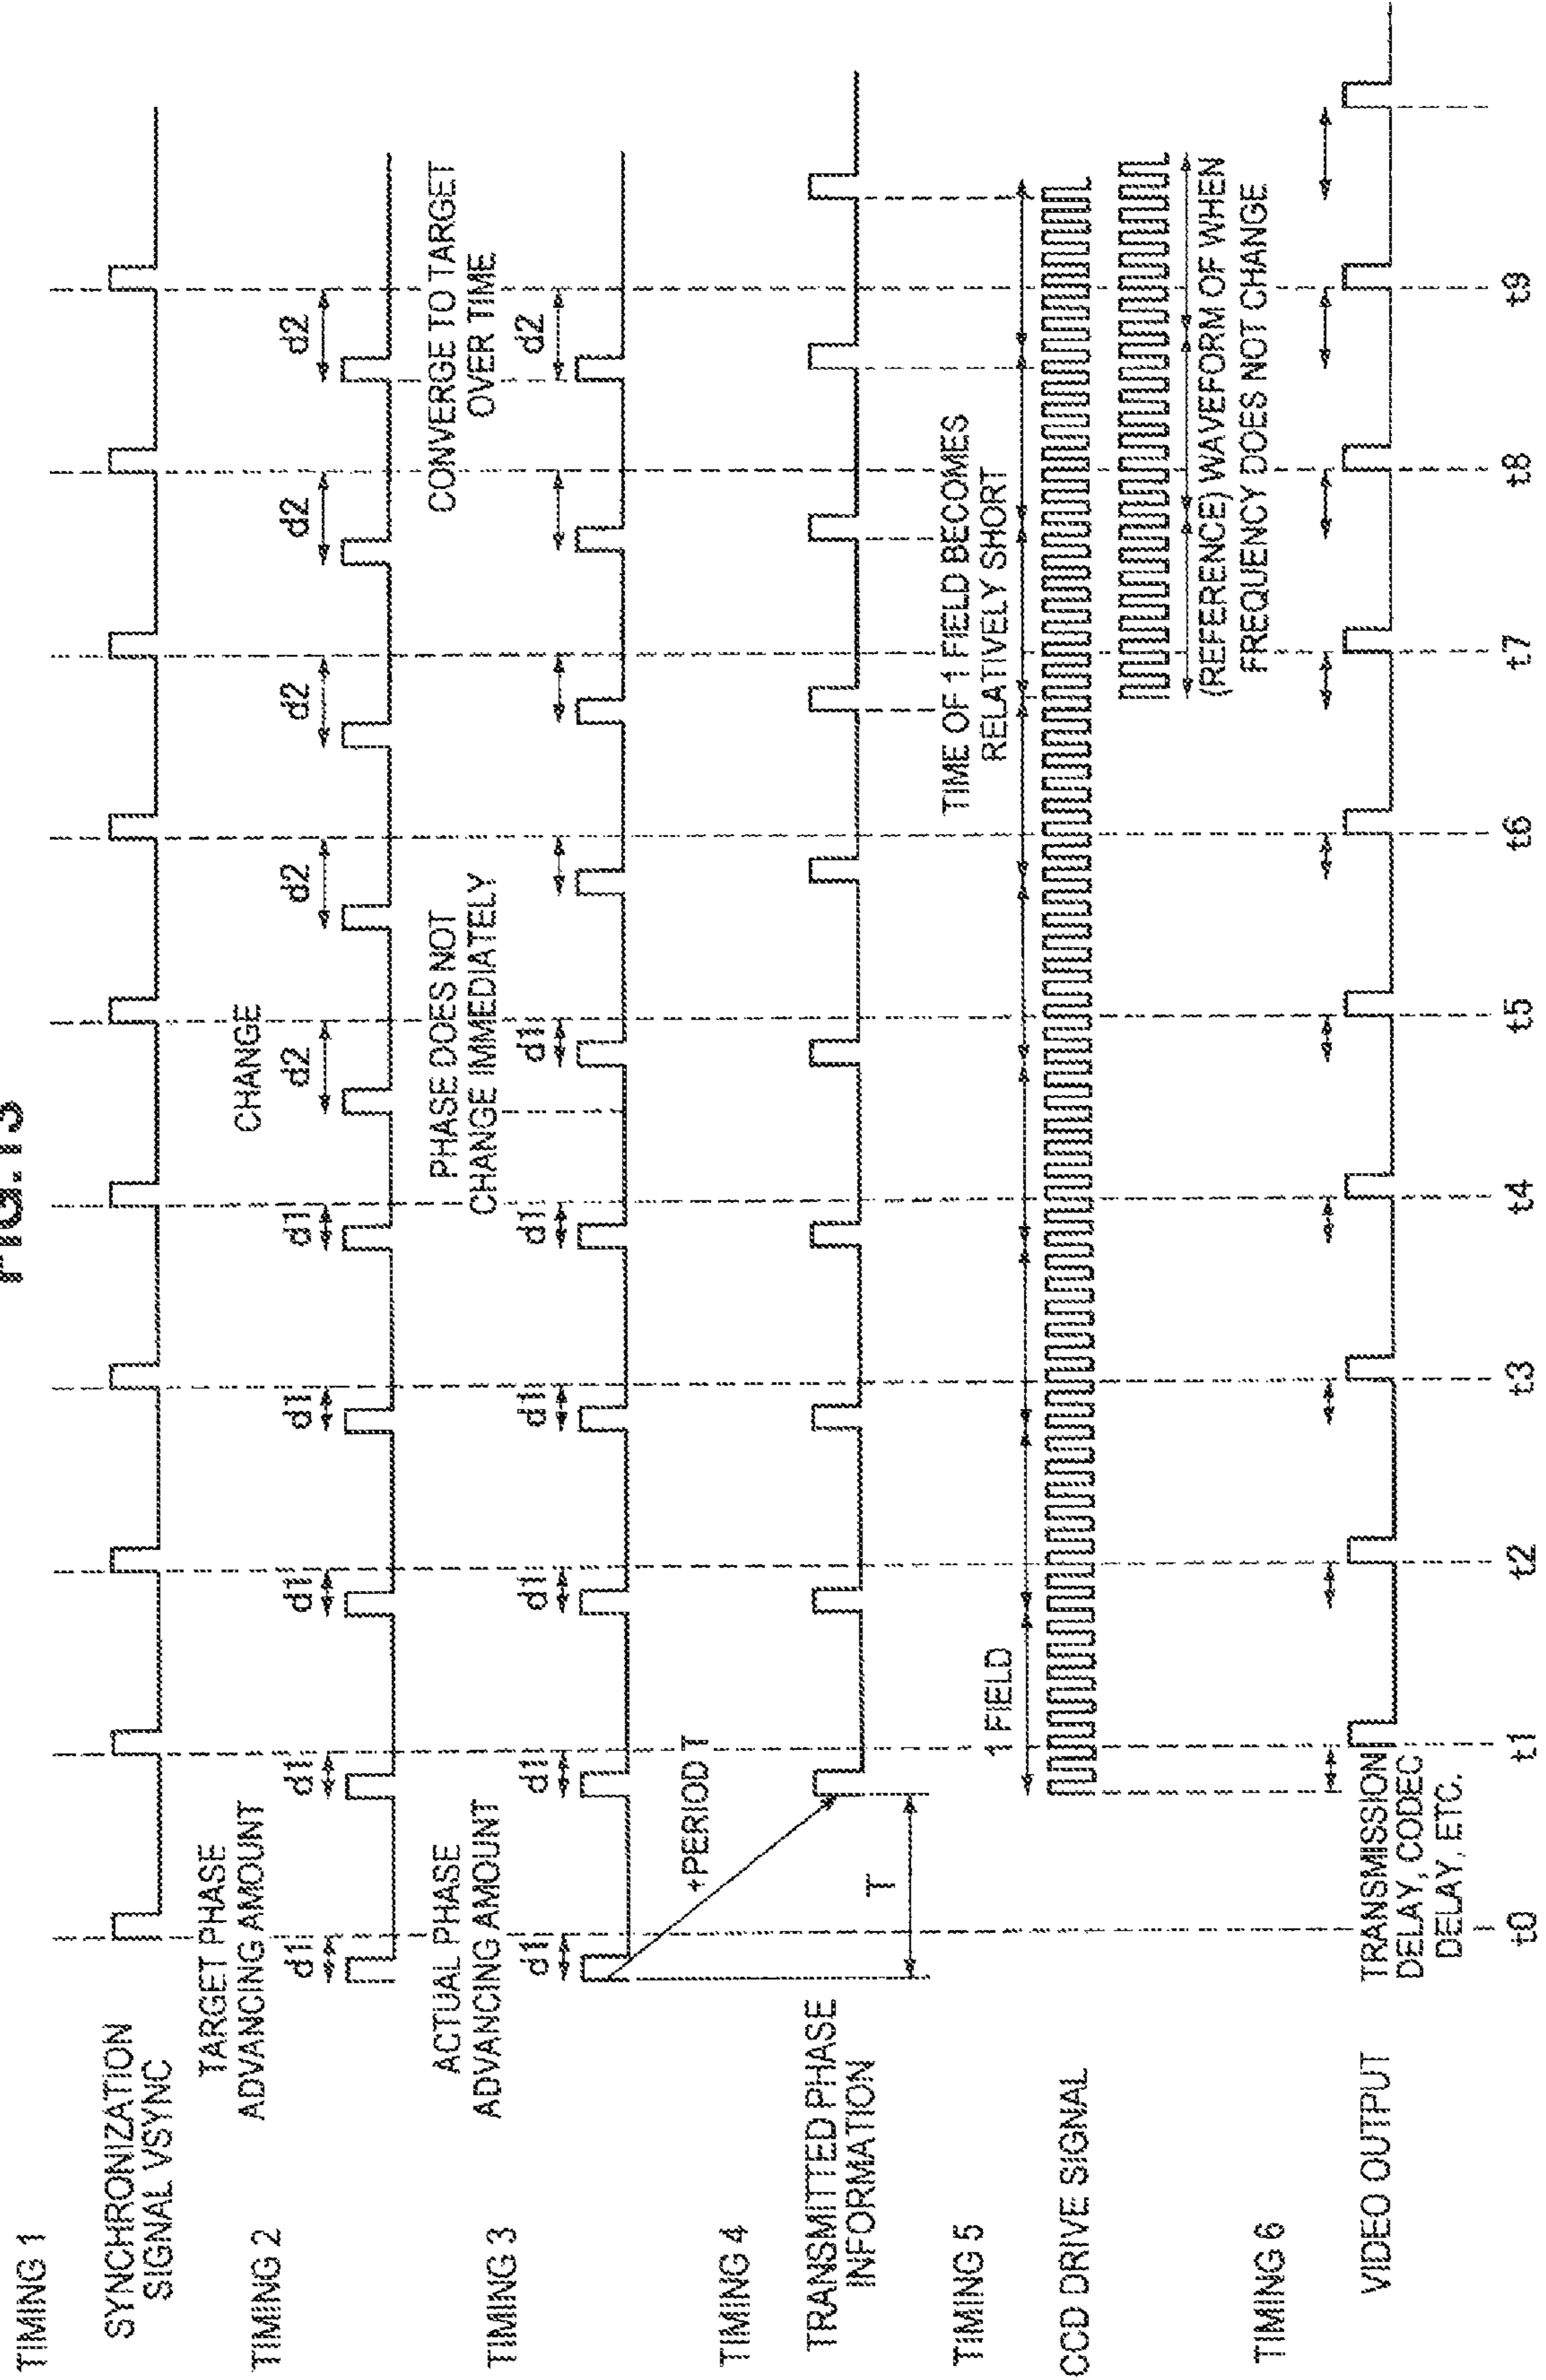 FIG.13
TIMING 1
SYNCHRONIZATION
SIGNAL VSYNC
TIMING 2
TARGET PHASE
ADVANCING AMOUNT
CHANGE
d1
d1
d1
d1
d1
d2
d2
d2
d2
d2
TIMING 3
ACTUAL PHASE
ADVANCING AMOUNT
PHASE DOES NOT
CHANGE IMMEDIATELY
CONVERGE TO TARGET
OVER TIME
d1
d1
d1
d1
d1
d1
d2
TIMING 4
+PERIOD T
TRANSMITTED PHASE
INFORMATION
T
TIMING 5
1 FIELD
TIME OF 1 FIELD BECOMES
RELATIVELY SHORT
CCD DRIVE SIGNAL
(REFERENCE) WAVEFORM OF WHEN
FREQUENCY DOES NOT CHANGE
TIMING 6
VIDEO OUTPUT
TRANSMISSION
DELAY, CODEC
DELAY, ETC.
t0
t1
t2
t3
t4
t5
t6
t7
t8
t9